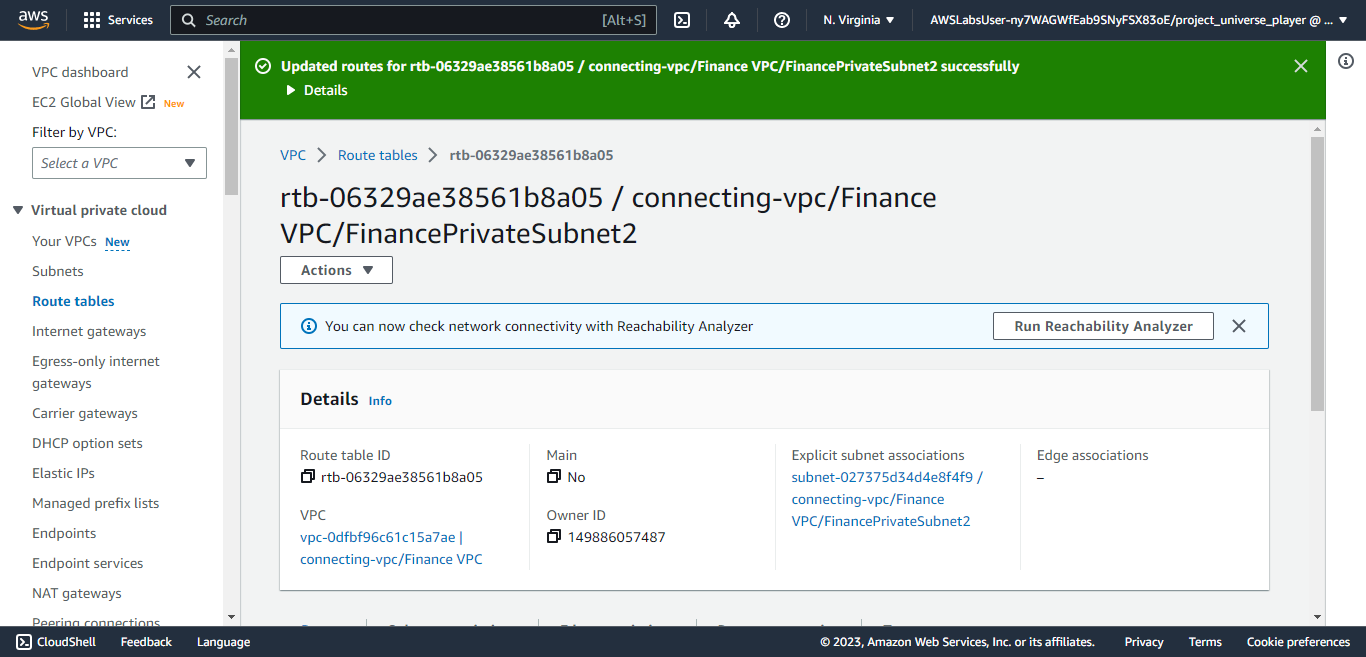 aws
Services
Search
[Alt+S]
N. Virginia
AWSLabsUser-ny7WAGWfEab9SNyFSX83oE/project_universe_player @ ...
VPC dashboard
EC2 Global View New
Filter by VPC:
Select a VPC
Virtual private cloud
Your VPCs New
Subnets
Route tables
Internet gateways
Egress-only internet
gateways
Carrier gateways
DHCP option sets
Elastic IPs
Managed prefix lists
Endpoints
Endpoint services
NAT gateways
Peering connections
Updated routes for rtb-06329ae38561b8a05 / connecting-vpc/Finance VPC/FinancePrivateSubnet2 successfully
Details
VPC > Route tables > rtb-06329ae38561b8a05
rtb-06329ae38561b8a05 / connecting-vpc/Finance
VPC/FinancePrivateSubnet2
Actions
You can now check network connectivity with Reachability Analyzer
Run Reachability Analyzer
Details Info
Route table ID
rtb-06329ae38561b8a05
VPC
vpc-0dfbf96c61c15a7ae |
connecting-vpc/Finance VPC
Main
No
Owner ID
149886057487
Explicit subnet associations
subnet-027375d34d4e8f4f9 /
connecting-vpc/Finance
VPC/FinancePrivateSubnet2
Edge associations
–
CloudShell
Feedback
Language
© 2023, Amazon Web Services, Inc. or its affiliates.
Privacy
Terms
Cookie preferences